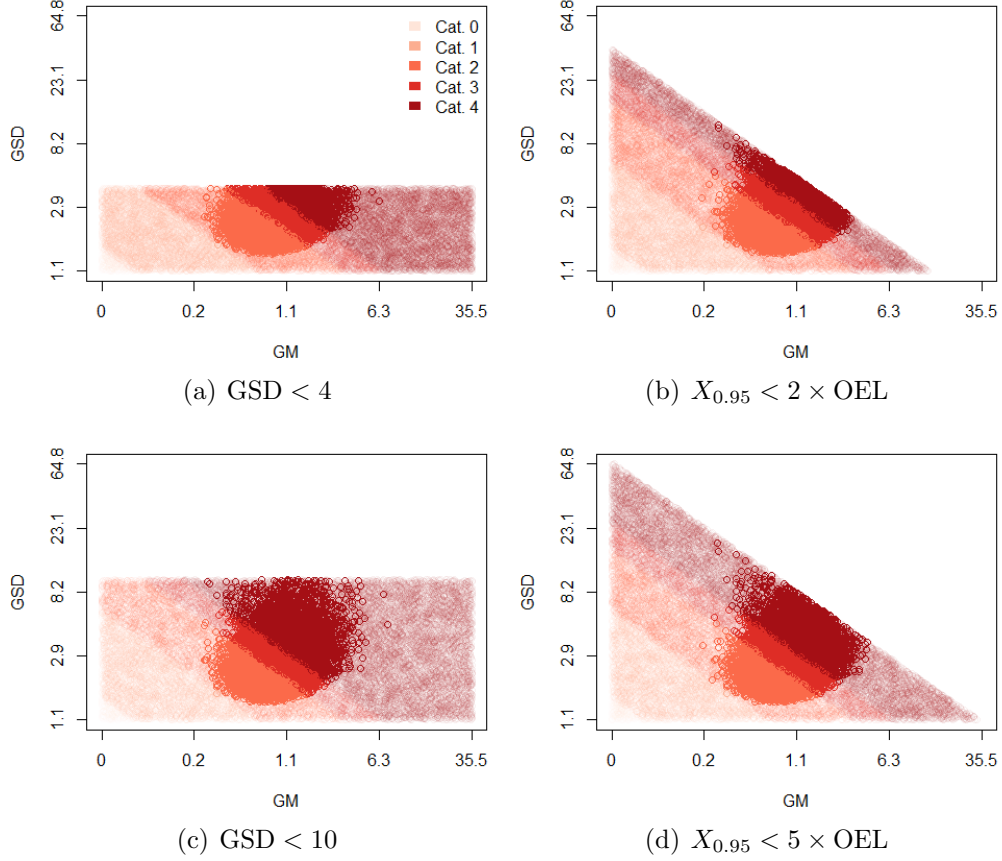 64.8
23.1
8.2
2.9
1.1
GSD
Cat. 0
Cat. 1
Cat. 2
Cat. 3
Cat. 4
0 0.2 1.1 6.3 35.5
GM
(a) GSD < 4
64.8
23.1
8.2
2.9
1.1
GSD
0 0.2 1.1 6.3 35.5
GM
(b) X0.95 < 2 × OEL
64.8
23.1
8.2
2.9
1.1
GSD
0 0.2 1.1 6.3 35.5
GM
(c) GSD < 10
64.8
23.1
8.2
2.9
1.1
GSD
0 0.2 1.1 6.3 35.5
GM
(d) X0.95 < 5 × OEL